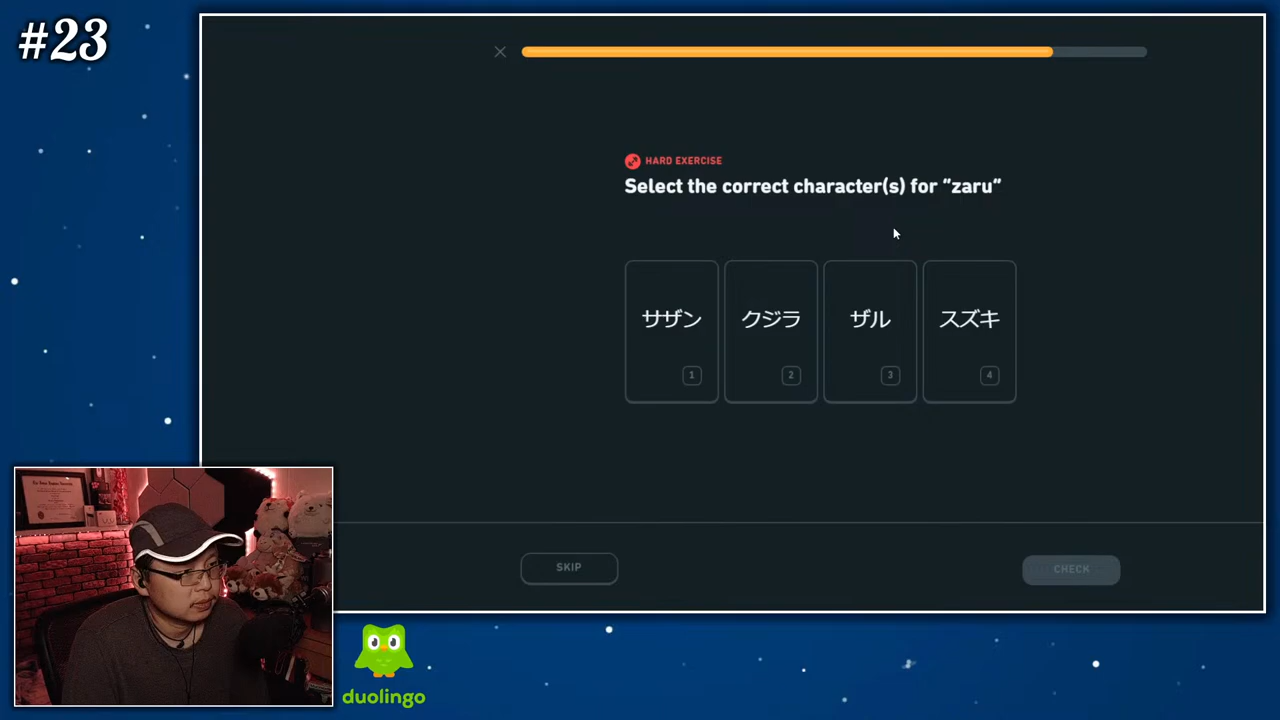 #23
HARD EXERCISE
Select the correct character(s) for "zaru"
サザン
クジラ
ザル
スズキ
1
2
3
4
SKIP
CHECK
duolingo